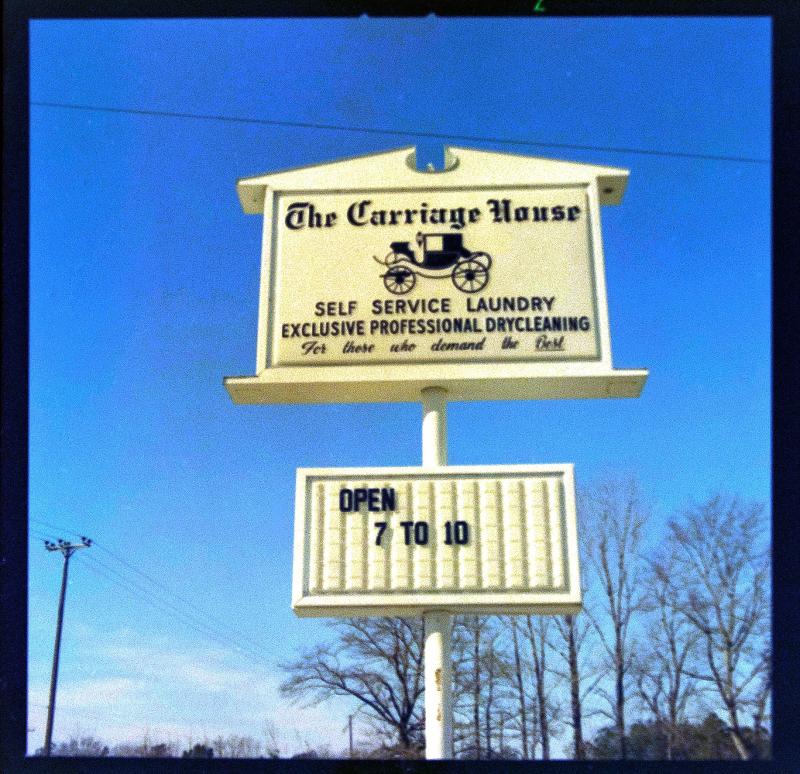 The Carriage House
SELF SERVICE LAUNDRY
EXCLUSIVE PROFESSIONAL DRYCLEANING
For those who demand the Best
OPEN
7 TO 10